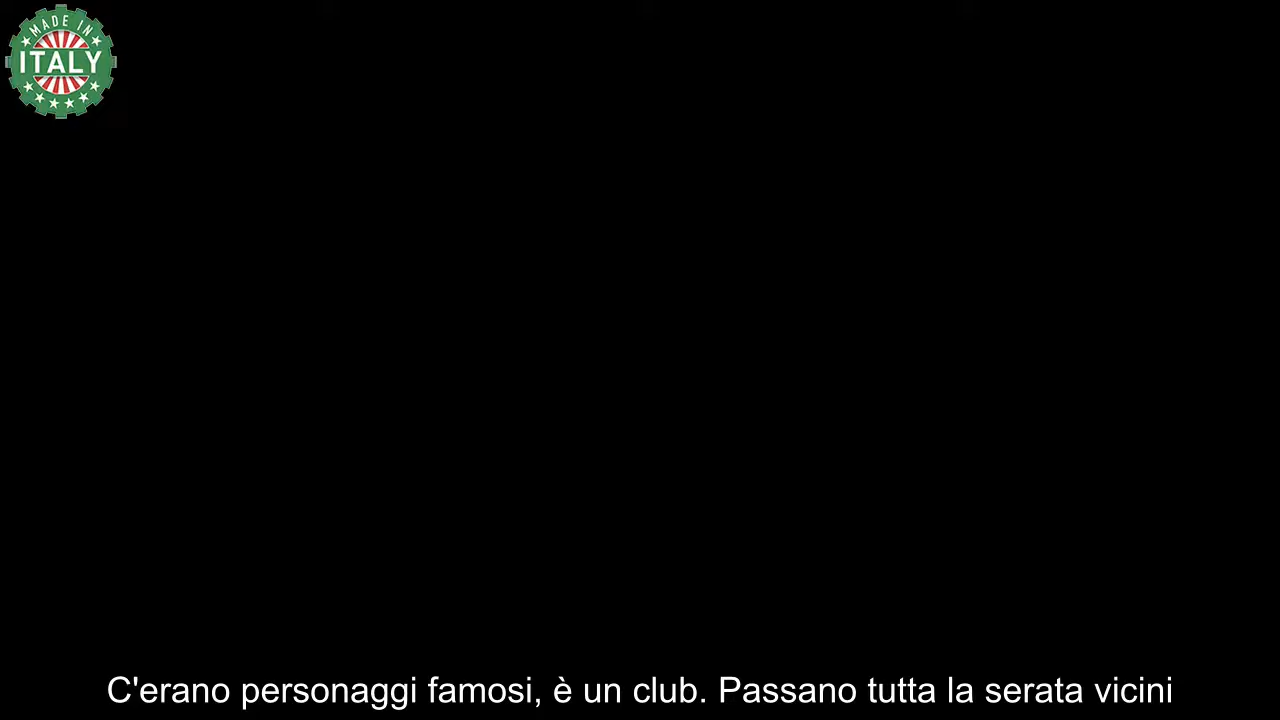 MADE IN
ITALY
C'erano personaggi famosi, è un club. Passano tutta la serata vicini